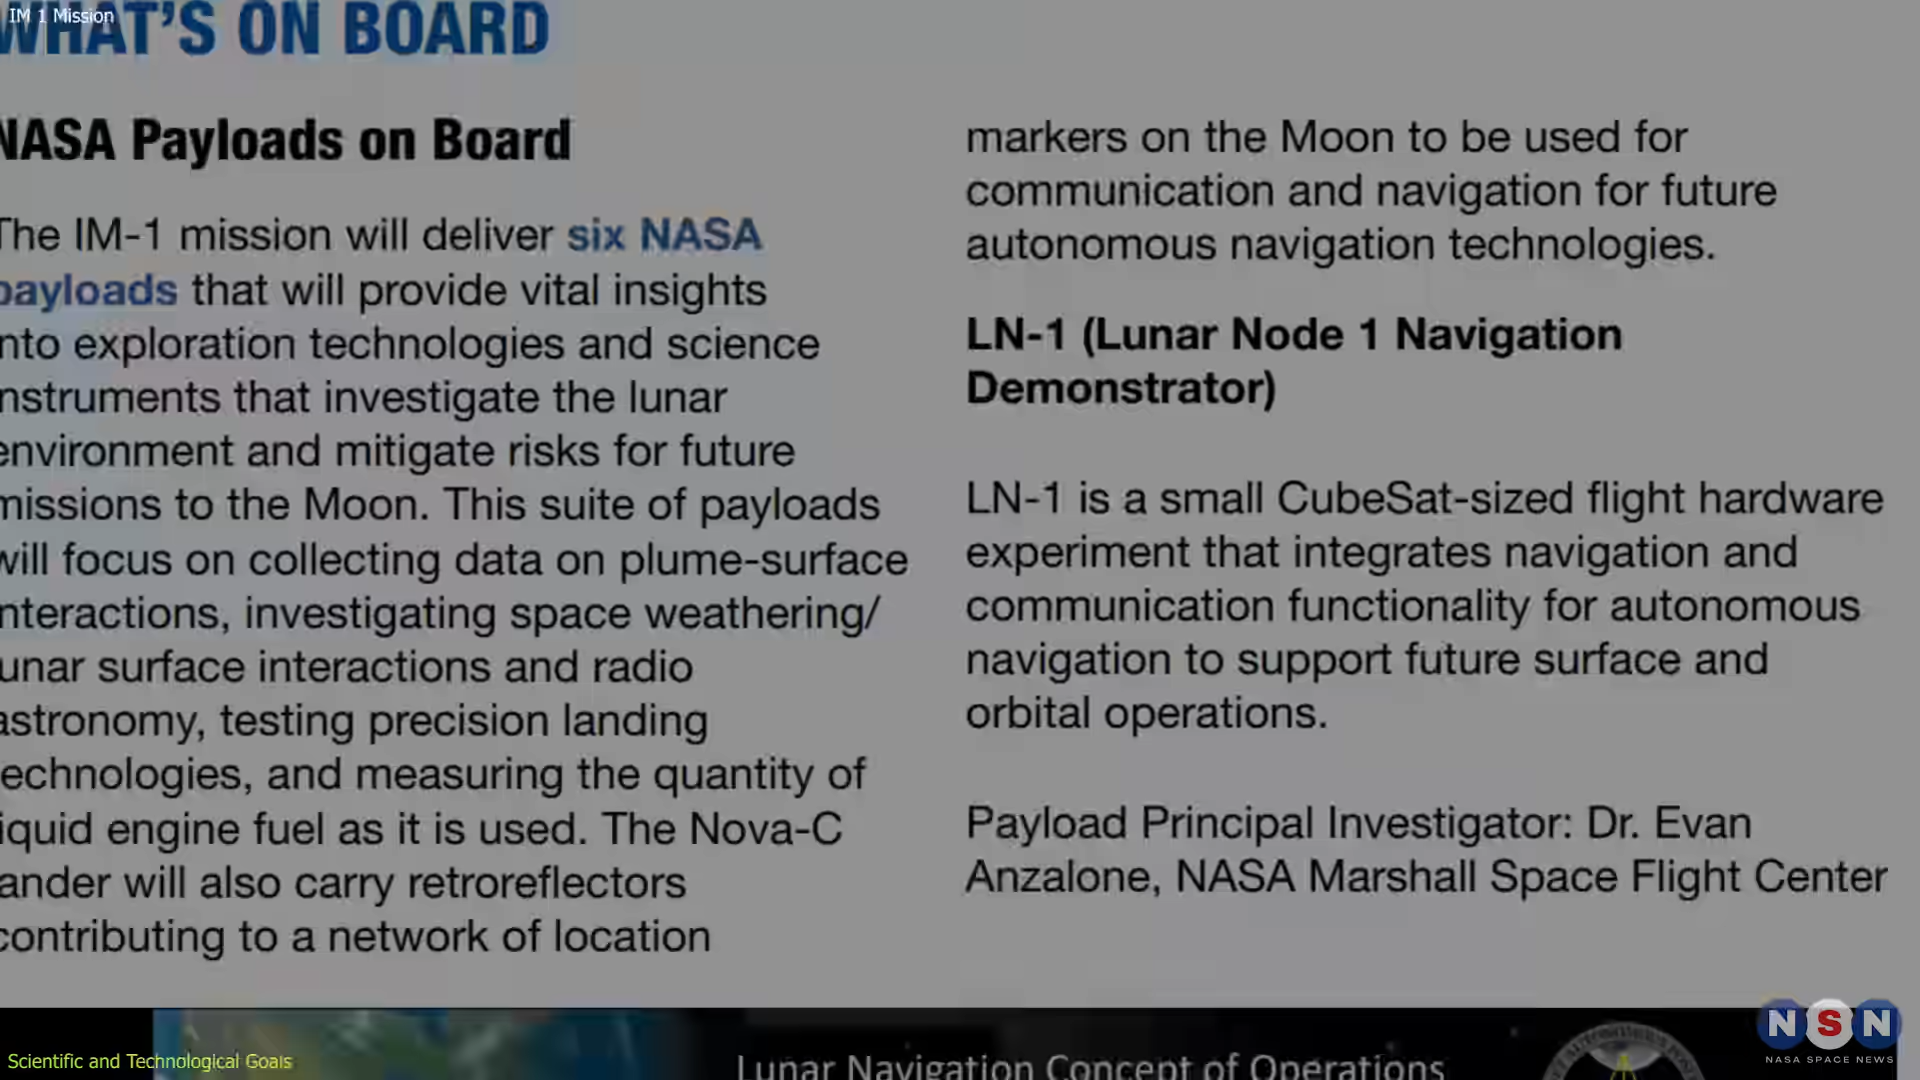 IM 1 Mission
WHAT'S ON BOARD
NASA Payloads on Board
The IM-1 mission will deliver six NASA
payloads that will provide vital insights
into exploration technologies and science
instruments that investigate the lunar
environment and mitigate risks for future
missions to the Moon. This suite of payloads
will focus on collecting data on plume-surface
interactions, investigating space weathering/
lunar surface interactions and radio
astronomy, testing precision landing
technologies, and measuring the quantity of
liquid engine fuel as it is used. The Nova-C
lander will also carry retroreflectors
contributing to a network of location
markers on the Moon to be used for
communication and navigation for future
autonomous navigation technologies.
LN-1 (Lunar Node 1 Navigation
Demonstrator)
LN-1 is a small CubeSat-sized flight hardware
experiment that integrates navigation and
communication functionality for autonomous
navigation to support future surface and
orbital operations.
Payload Principal Investigator: Dr. Evan
Anzalone, NASA Marshall Space Flight Center
Lunar Navigation Concept of Operations
Scientific and Technological Goals
NSN
NASA SPACE NEWS